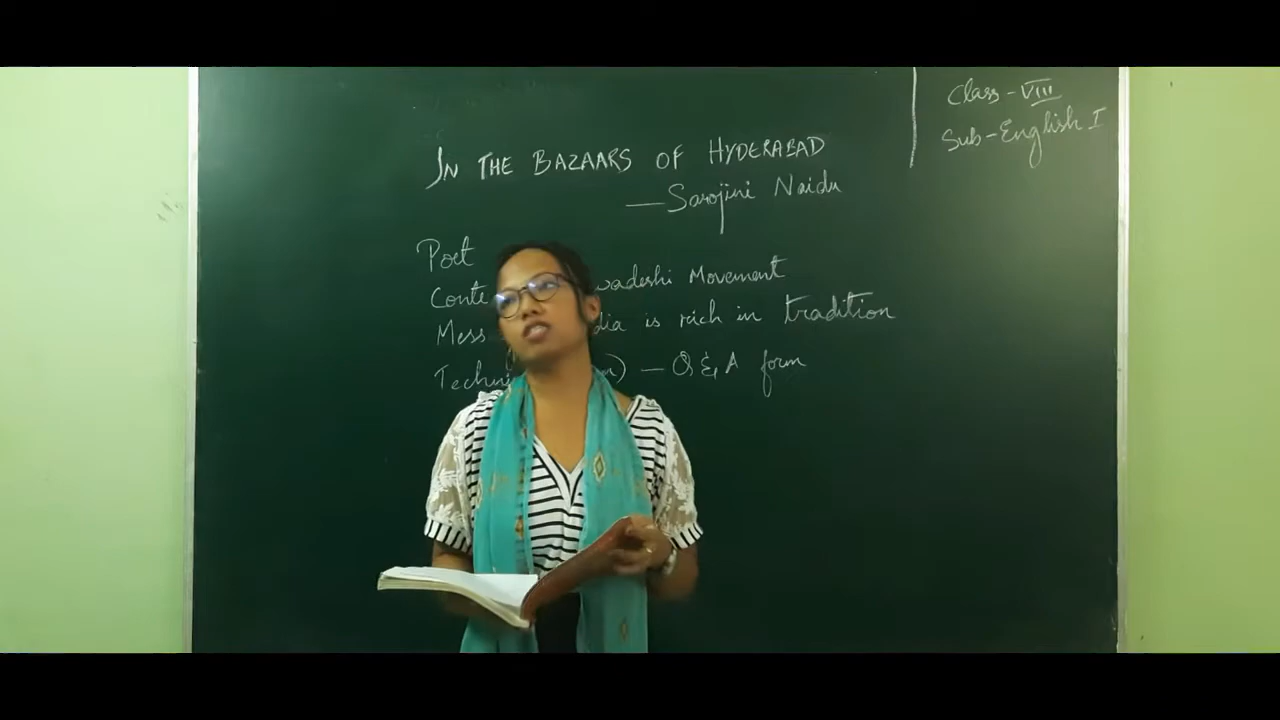 IN THE BAZAARS OF HYDERABAD
— Sarojini Naidu
Class - VIII
Sub - English I
Poet
Conte wadeshi Movement
Mess dia is rich in tradition
Techni ) — Q & A form